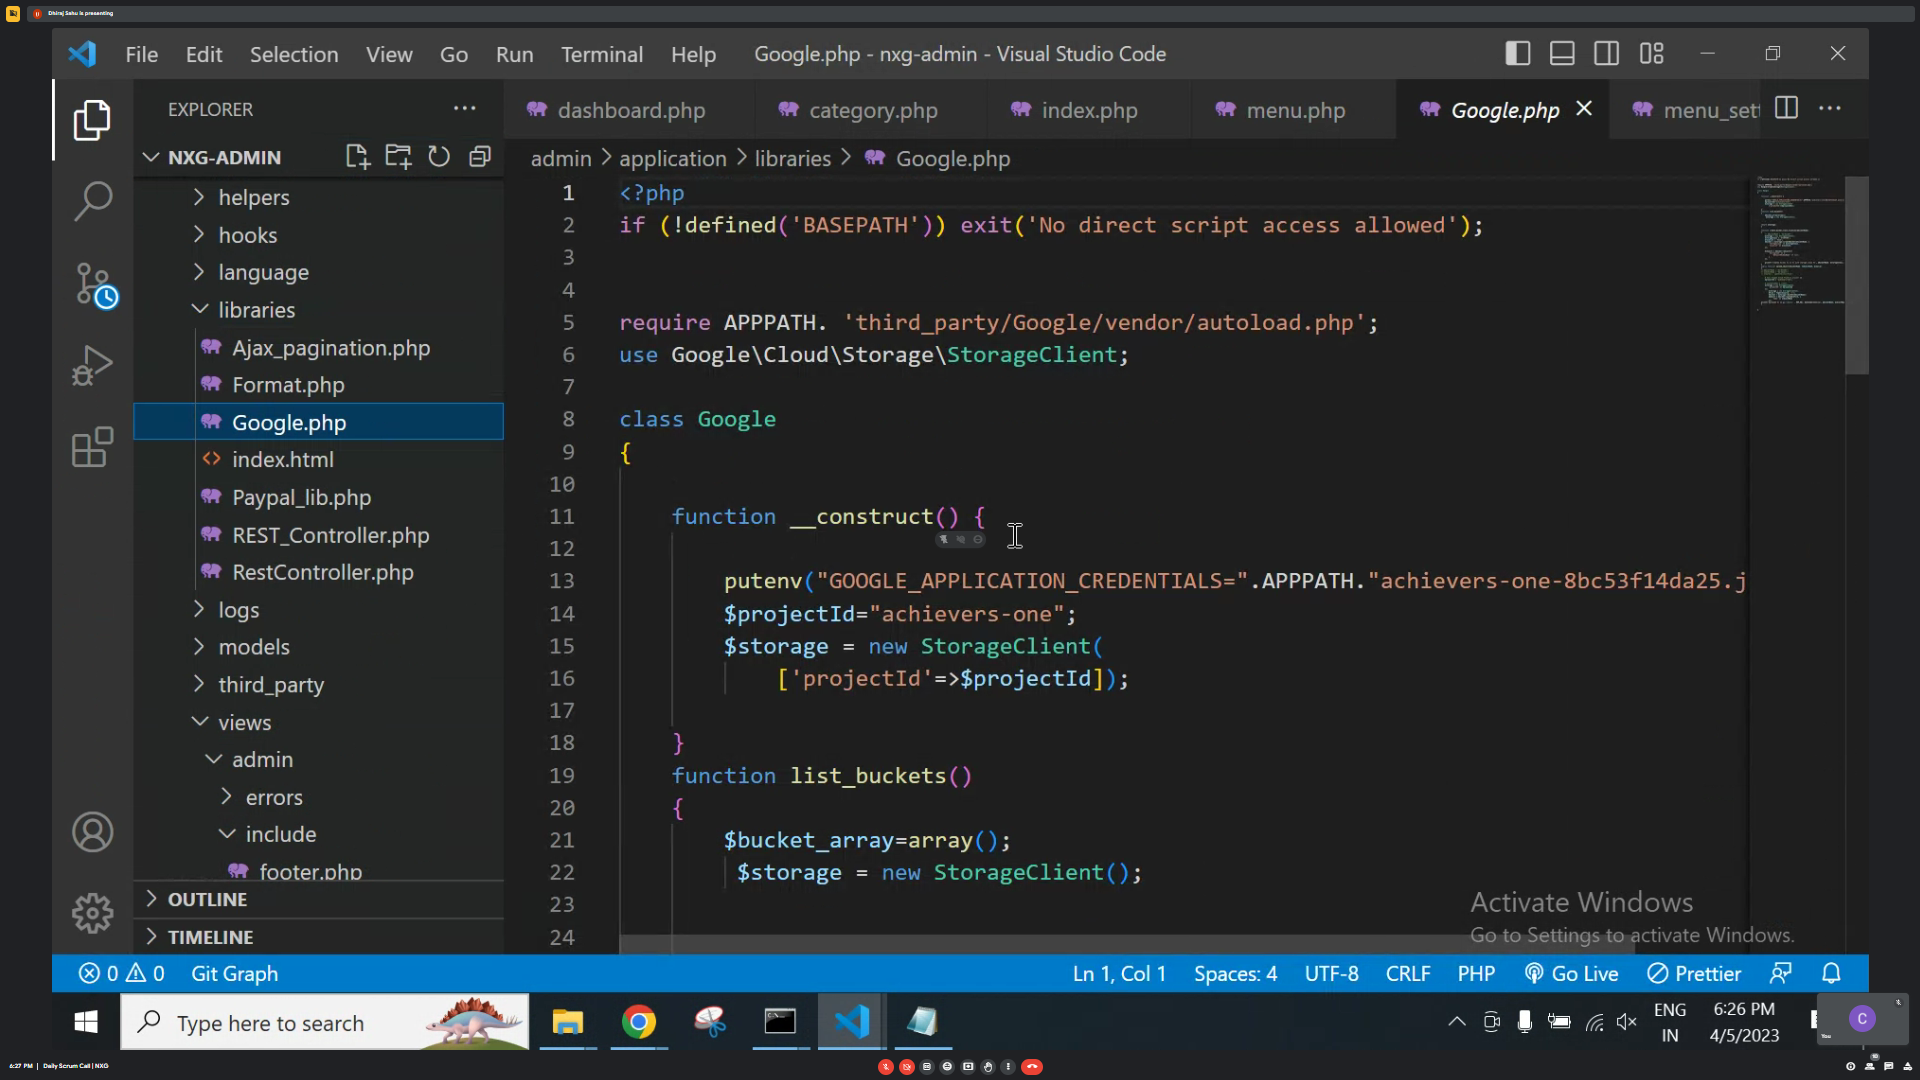 Dhiraj Sahu is presenting
File Edit Selection View Go Run Terminal Help Google.php - nxg-admin - Visual Studio Code
EXPLORER
dashboard.php category.php index.php menu.php Google.php menu_set
NXG-ADMIN
admin > application > libraries > Google.php
helpers
hooks
language
libraries
Ajax_pagination.php
Format.php
Google.php
index.html
Paypal_lib.php
REST_Controller.php
RestController.php
logs
models
third_party
views
admin
errors
include
footer.php
OUTLINE
TIMELINE
1 <?php
2 if (!defined('BASEPATH')) exit('No direct script access allowed');
3
4
5 require APPPATH. 'third_party/Google/vendor/autoload.php';
6 use Google\Cloud\Storage\StorageClient;
7
8 class Google
9 {
10
11 function __construct() {
12
13 putenv("GOOGLE_APPLICATION_CREDENTIALS=".APPPATH."achievers-one-8bc53f14da25.j
14 $projectId="achievers-one";
15 $storage = new StorageClient(
16 ['projectId'=>$projectId]);
17
18 }
19 function list_buckets()
20 {
21 $bucket_array=array();
22 $storage = new StorageClient();
23
24
Activate Windows
Go to Settings to activate Windows.
0 0 Git Graph Ln 1, Col 1 Spaces: 4 UTF-8 CRLF PHP Go Live Prettier
Type here to search
ENG
IN
6:26 PM
4/5/2023
C
You
6:27 PM | Daily Scrum Call | NXG